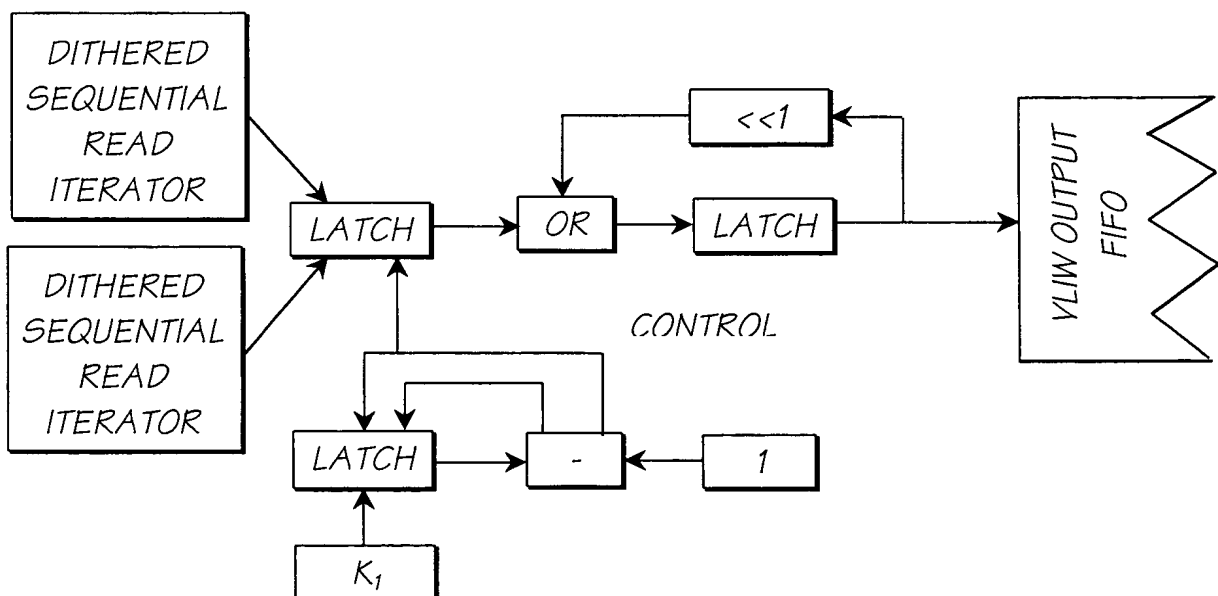 DITHERED
SEQUENTIAL
READ
ITERATOR
<<1
VLIW OUTPUT
FIFO
LATCH
OR
LATCH
DITHERED
SEQUENTIAL
READ
ITERATOR
CONTROL
LATCH
-
1
K₁